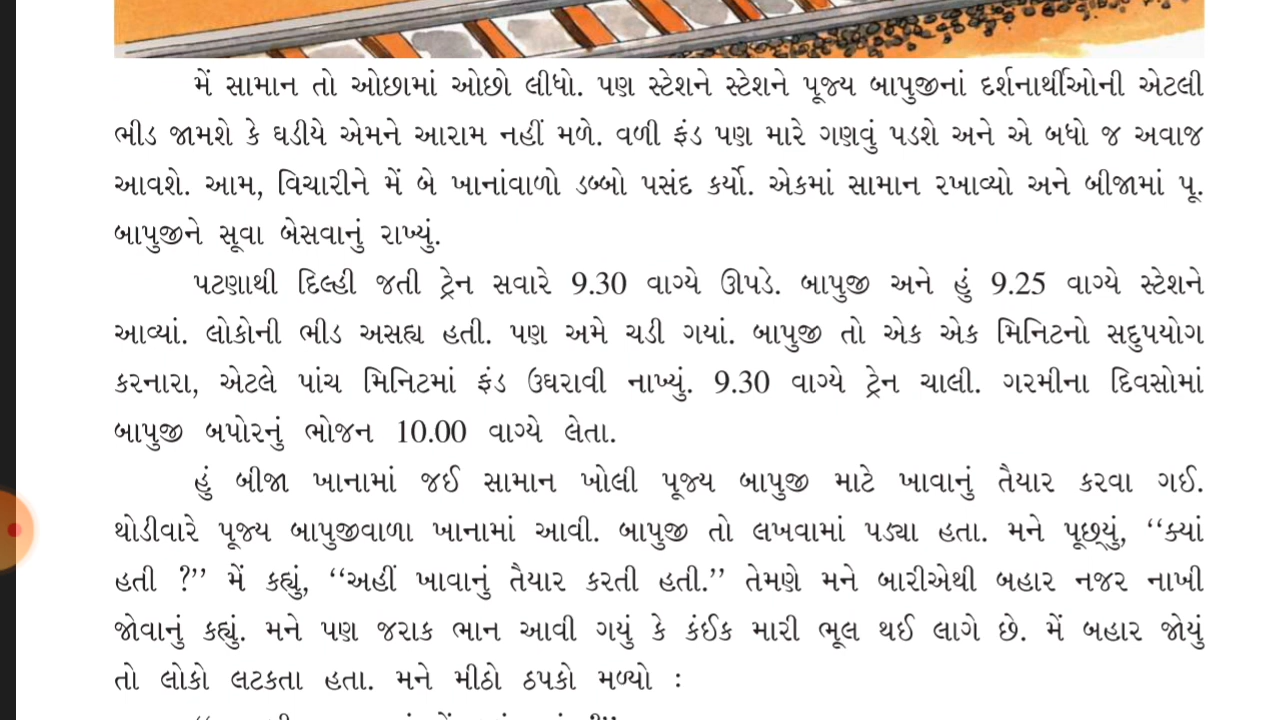 મેં સામાન તો ઓછામાં ઓછો લીધો. પણ સ્ટેશને સ્ટેશને પૂજ્ય બાપુજીનાં દર્શનાર્થીઓની એટલી
ભીડ જામશે કે ઘડીયે એમને આરામ નહીં મળે. વળી ફંડ પણ મારે ગણવું પડશે અને એ બધો જ અવાજ
આવશે. આમ, વિચારીને મેં બે ખાનાંવાળો ડબ્બો પસંદ કર્યો. એકમાં સામાન રખાવ્યો અને બીજામાં પૂ.
બાપુજીને સૂવા બેસવાનું રાખ્યું.
પટણાથી દિલ્હી જતી ટ્રેન સવારે 9.30 વાગ્યે ઊપડે. બાપુજી અને હું 9.25 વાગ્યે સ્ટેશને
આવ્યાં. લોકોની ભીડ અસહ્ય હતી. પણ અમે ચડી ગયાં. બાપુજી તો એક એક મિનિટનો સદુપયોગ
કરનારા, એટલે પાંચ મિનિટમાં ફંડ ઉઘરાવી નાખ્યું. 9.30 વાગ્યે ટ્રેન ચાલી. ગરમીના દિવસોમાં
બાપુજી બપોરનું ભોજન 10.00 વાગ્યે લેતા.
હું બીજા ખાનામાં જઈ સામાન ખોલી પૂજ્ય બાપુજી માટે ખાવાનું તૈયાર કરવા ગઈ.
થોડીવારે પૂજ્ય બાપુજીવાળા ખાનામાં આવી. બાપુજી તો લખવામાં પડ્યા હતા. મને પૂછ્યું, “ક્યાં
હતી ?” મેં કહ્યું, “અહીં ખાવાનું તૈયાર કરતી હતી.” તેમણે મને બારીએથી બહાર નજર નાખી
જોવાનું કહ્યું. મને પણ જરાક ભાન આવી ગયું કે કંઈક મારી ભૂલ થઈ લાગે છે. મેં બહાર જોયું
તો લોકો લટકતા હતા. મને મીઠો ઠપકો મળ્યો :